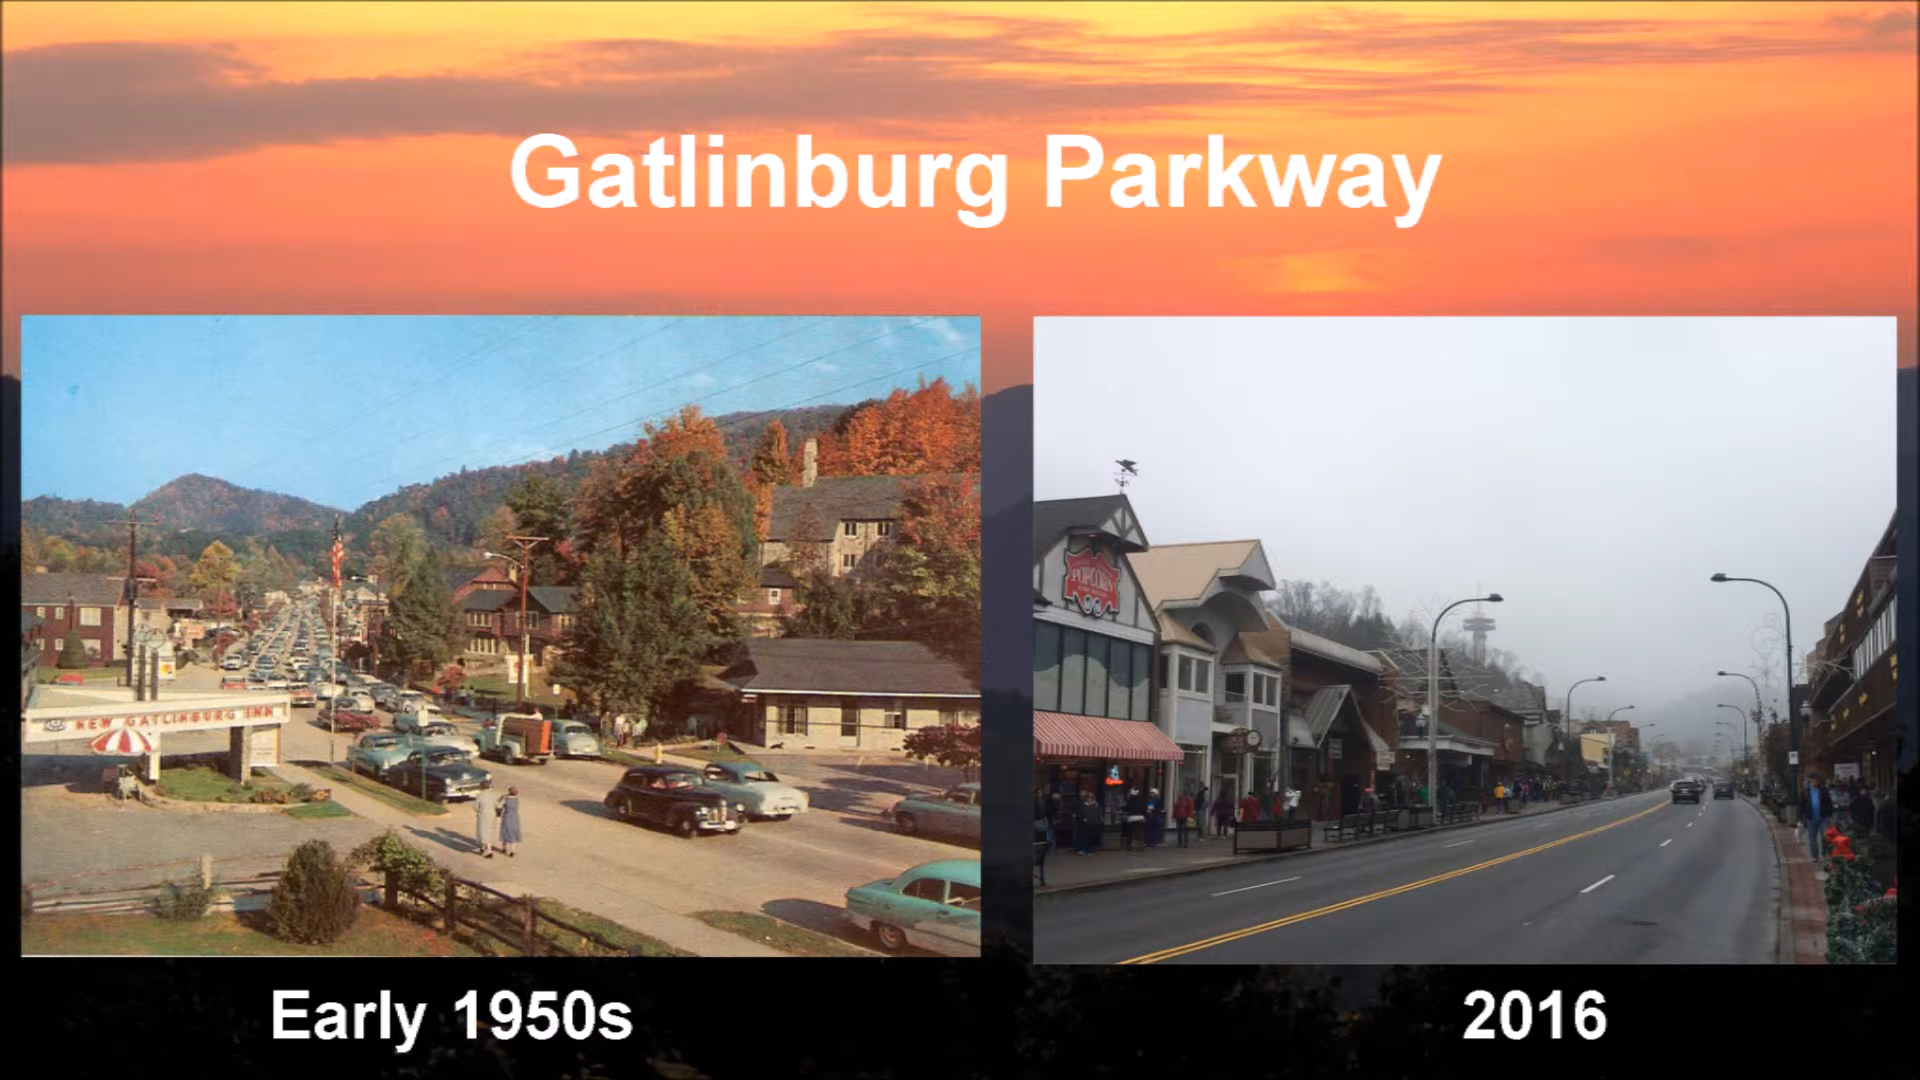 Gatlinburg Parkway
NEW GATLINBURG INN
POPCORN
Early 1950s
2016